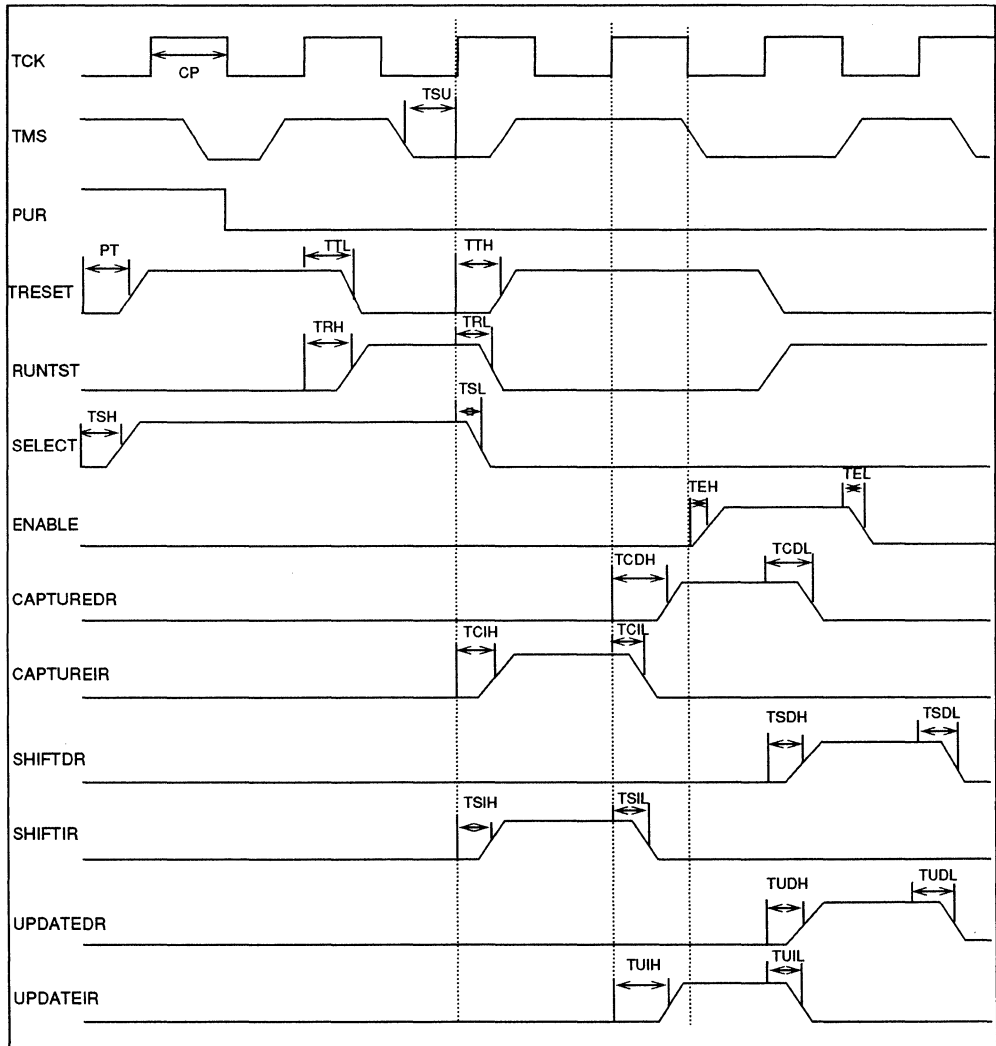 TCK
CP
TSU
TMS
PUR
PT
TTL
TTH
TRESET
TRH
TRL
RUNTST
TSH
TSL
SELECT
TEH
TEL
ENABLE
TCDH
TCDL
CAPTUREDR
TCIH
TCIL
CAPTUREIR
TSDH
TSDL
SHIFTDR
TSIH
TSIL
SHIFTIR
TUDH
TUDL
UPDATEDR
TUIH
TUIL
UPDATEIR